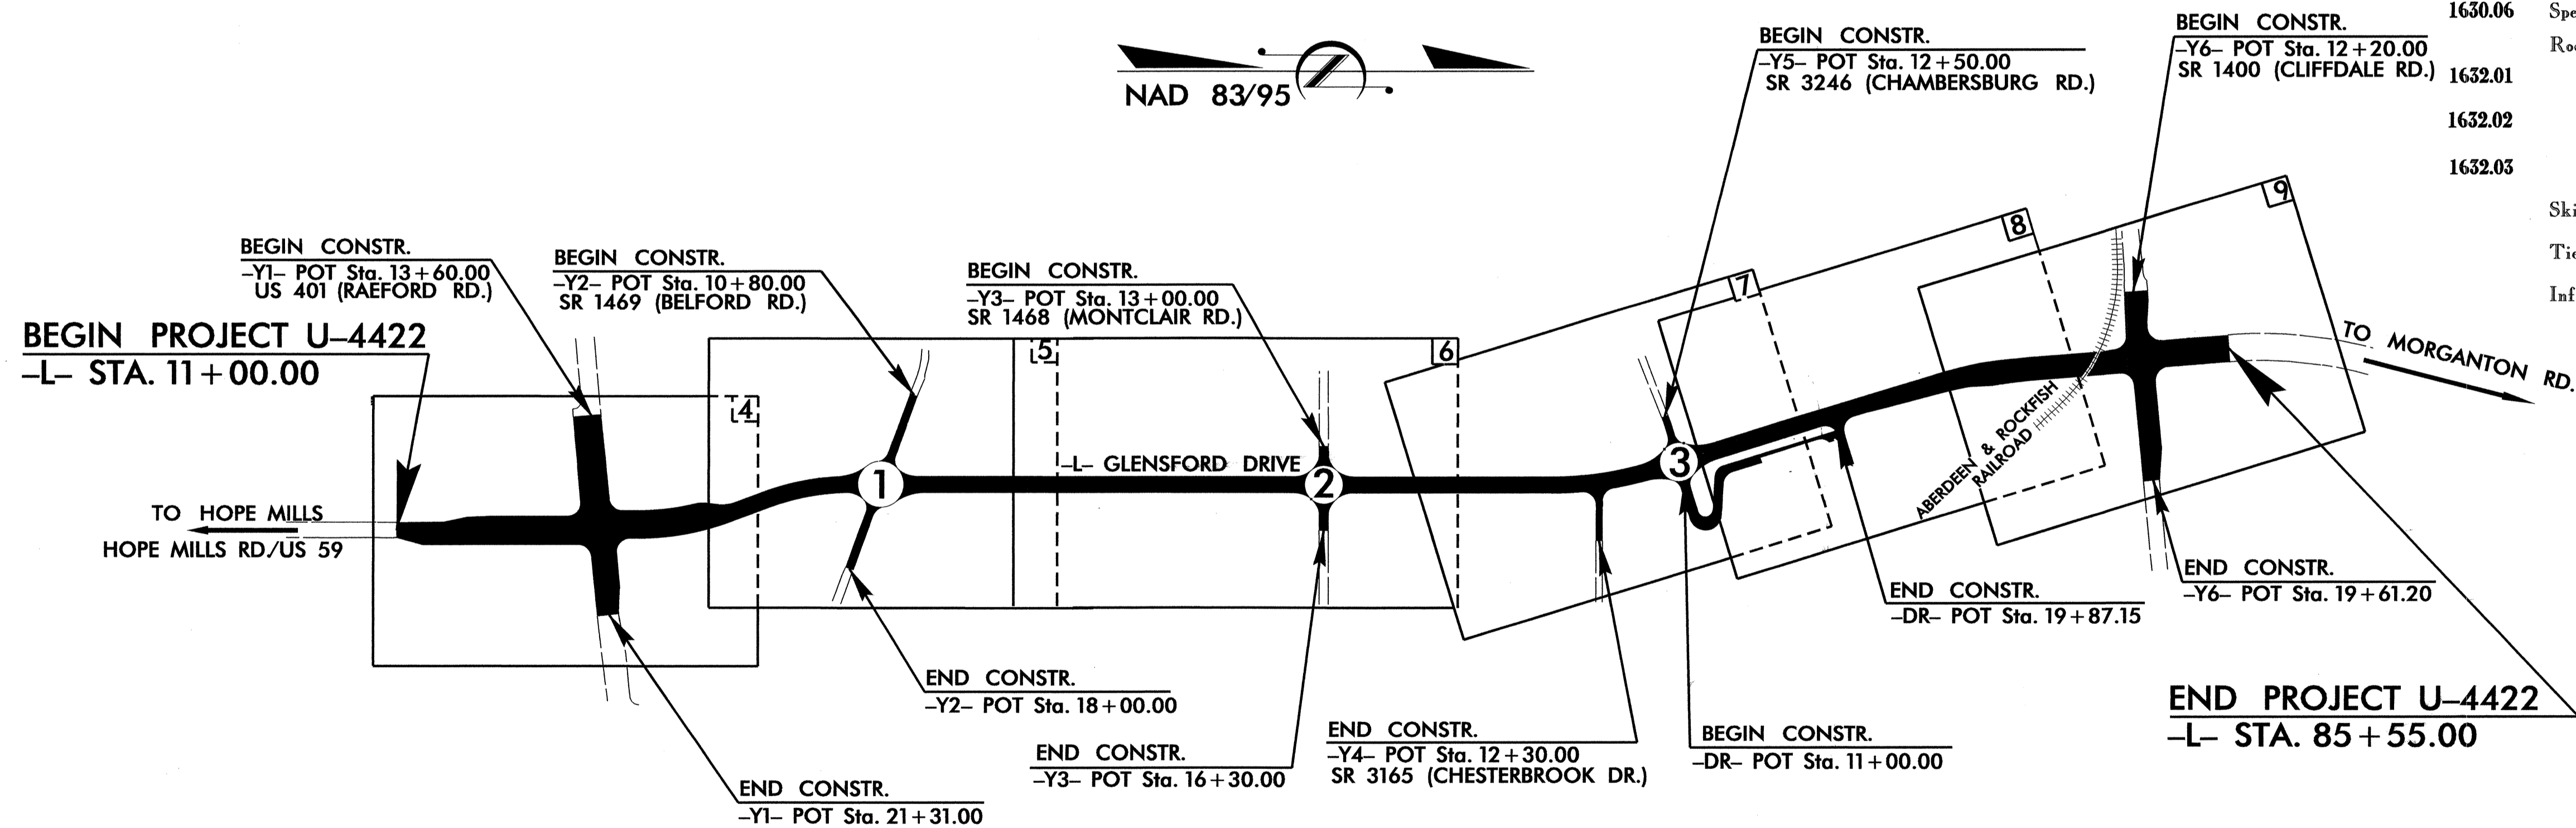 1630.06 Spe
BEGIN CONSTR.
-Y6- POT Sta. 12+20.00
SR 1400 (CLIFFDALE RD.)
BEGIN CONSTR.
-Y5- POT Sta. 12+50.00
SR 3246 (CHAMBERSBURG RD.)
Roa
1632.01
NAD 83/95
1632.02
1632.03
9
Ski
8
BEGIN CONSTR.
-Y1- POT Sta. 13+60.00
US 401 (RAEFORD RD.)
BEGIN CONSTR.
-Y2- POT Sta. 10+80.00
SR 1469 (BELFORD RD.)
BEGIN CONSTR.
-Y3- POT Sta. 13+00.00
SR 1468 (MONTCLAIR RD.)
Tie
7
Inf
BEGIN PROJECT U-4422
-L- STA. 11+00.00
5
6
TO MORGANTON RD.
4
-L- GLENSFORD DRIVE
1
2
3
ABERDEEN & ROCKFISH
RAILROAD
TO HOPE MILLS
HOPE MILLS RD./US 59
END CONSTR.
-Y6- POT Sta. 19+61.20
END CONSTR.
-DR- POT Sta. 19+87.15
END CONSTR.
-Y2- POT Sta. 18+00.00
END PROJECT U-4422
-L- STA. 85+55.00
END CONSTR.
-Y4- POT Sta. 12+30.00
SR 3165 (CHESTERBROOK DR.)
BEGIN CONSTR.
-DR- POT Sta. 11+00.00
END CONSTR.
-Y3- POT Sta. 16+30.00
END CONSTR.
-Y1- POT Sta. 21+31.00